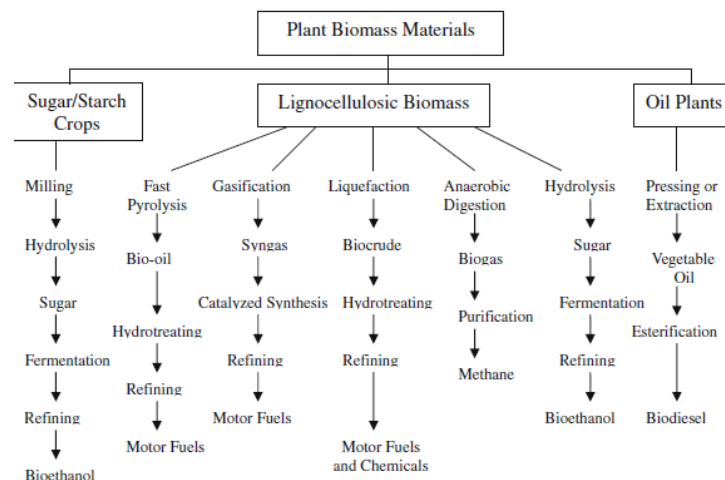 Plant Biomass Materials
Sugar/Starch
Crops
Lignocellulosic Biomass
Oil Plants
Milling
Hydrolysis
Sugar
Fermentation
Refining
Bioethanol
Fast
Pyrolysis
Bio-oil
Hydrotreating
Refining
Motor Fuels
Gasification
Syngas
Catalyzed Synthesis
Refining
Motor Fuels
Liquefaction
Biocrude
Hydrotreating
Refining
Motor Fuels
and Chemicals
Anaerobic
Digestion
Biogas
Purification
Methane
Hydrolysis
Sugar
Fermentation
Refining
Bioethanol
Pressing or
Extraction
Vegetable
Oil
Esterification
Biodiesel